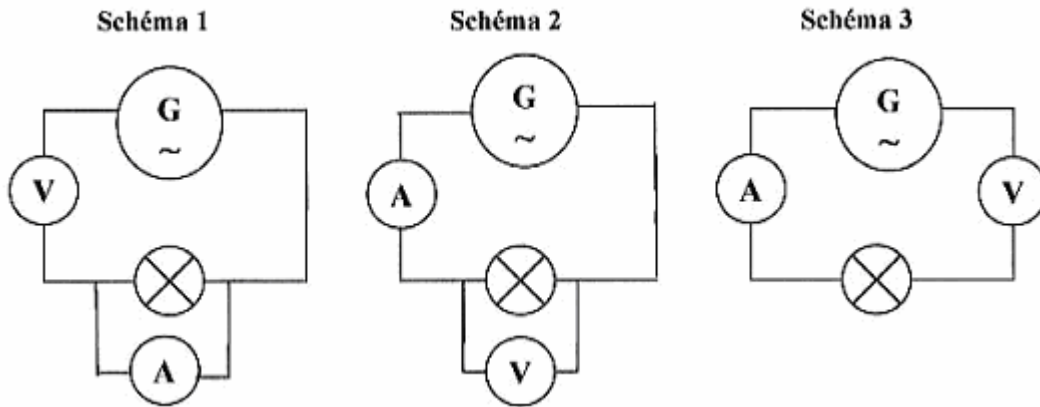 Schéma 1 Schéma 2 Schéma 3
G G G
~ ~ ~
V A A V
A V